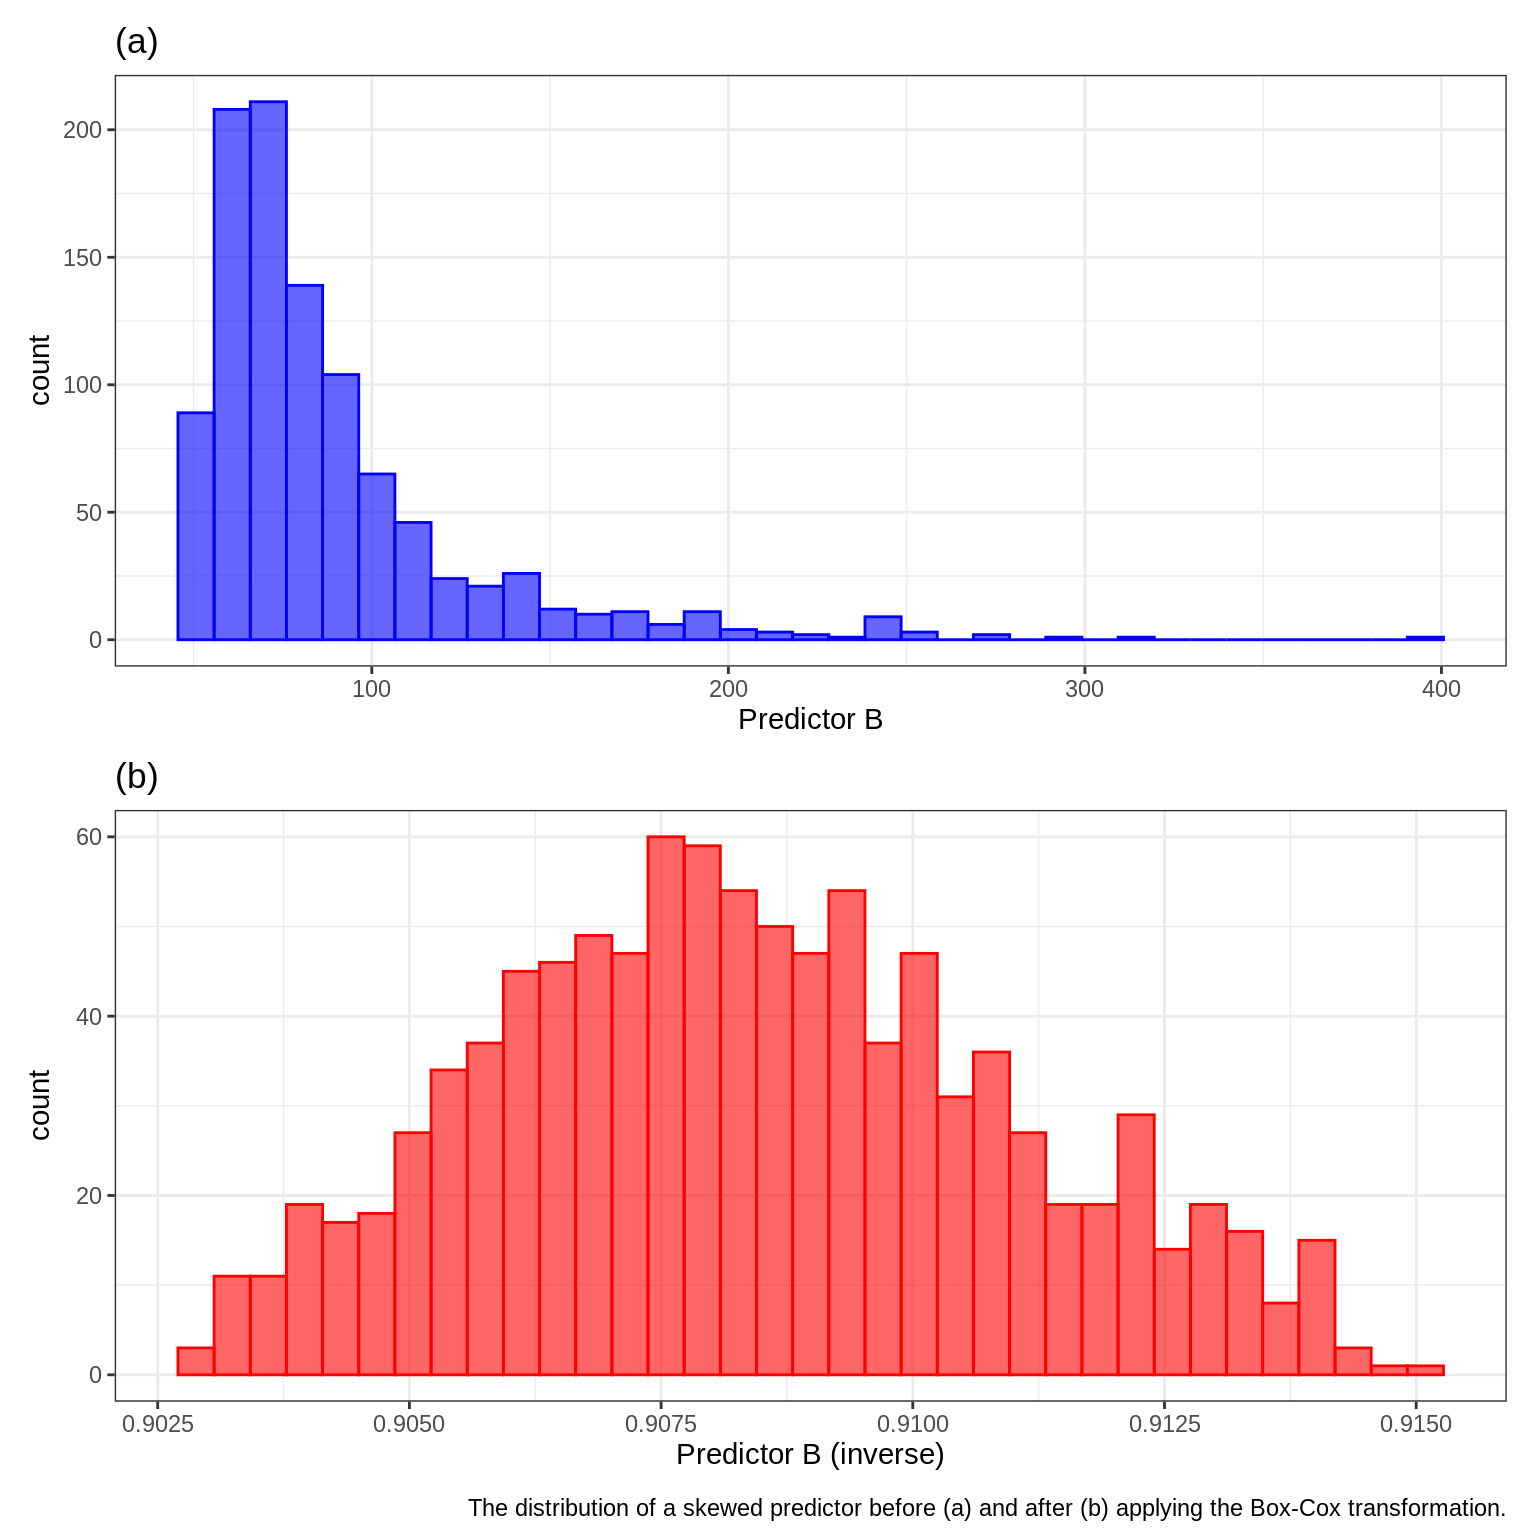 (a)
200
150
100
50
0
count
100 200 300 400
Predictor B
(b)
60
40
20
0
count
0.9025 0.9050 0.9075 0.9100 0.9125 0.9150
Predictor B (inverse)
The distribution of a skewed predictor before (a) and after (b) applying the Box-Cox transformation.